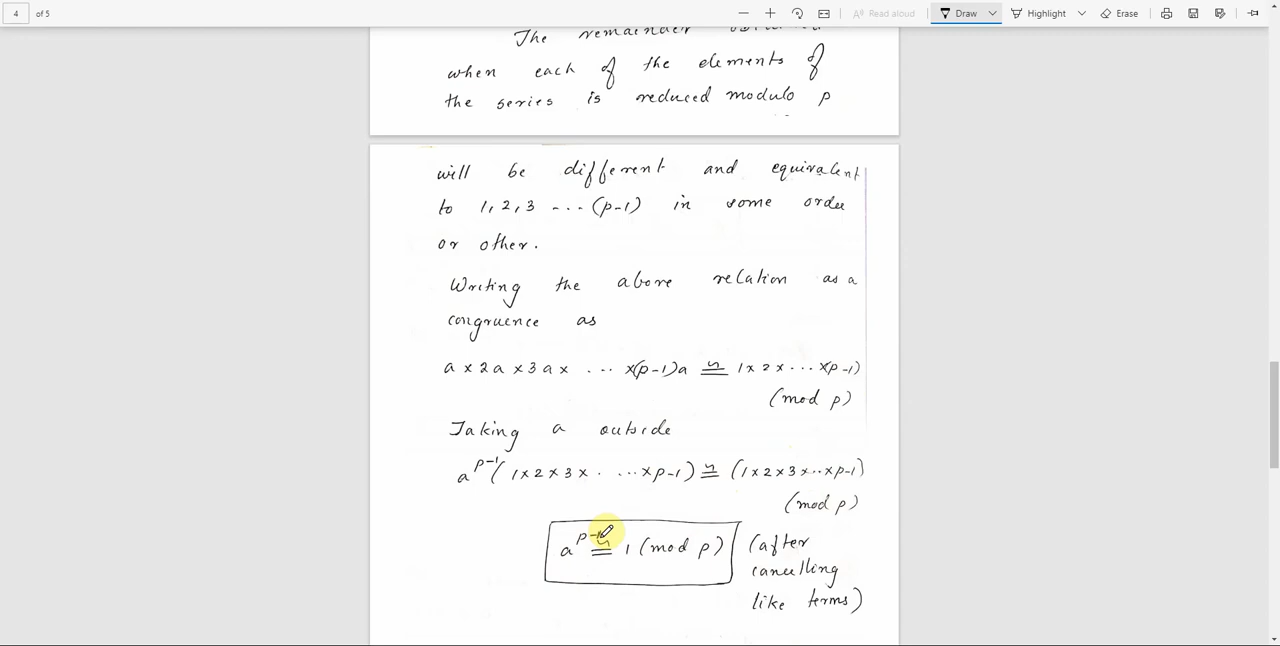 4 of 5
Read aloud
Draw
Highlight
Erase
The remainder
when each of the elements of
the series is reduced modulo p
will be different and equivalent
to 1, 2, 3 ---- (p-1) in some order
or other.
Writing the above relation as a
congruence as
a × 2a × 3a × ... ×(p-1)a ≅ 1 × 2 × ... ×(p-1)
(mod p)
Taking a outside
a^{p-1} (1×2×3×. ...×p-1) ≅ (1×2×3×...×p-1)
(mod p)
a^{p-1} ≅ 1 (mod p) (after
cancelling
like terms)